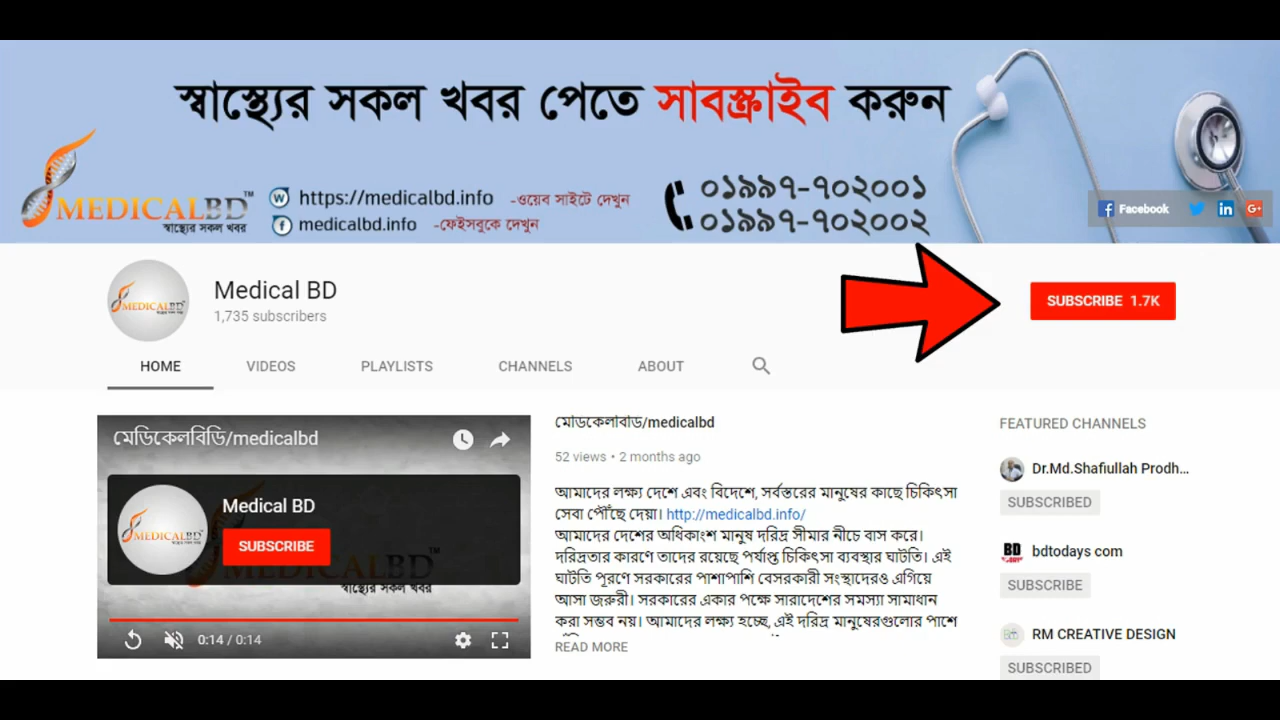 স্বাস্থ্যের সকল খবর পেতে সাবস্ক্রাইব করুন
MEDICALBD™
স্বাস্থ্যের সকল খবর
https://medicalbd.info -ওয়েব সাইটে দেখুন
medicalbd.info -ফেইসবুকে দেখুন
০১৯৯৭-৭০২০০১
০১৯৯৭-৭০২০০২
Facebook
MEDICALBD
Medical BD
1,735 subscribers
SUBSCRIBE 1.7K
HOME VIDEOS PLAYLISTS CHANNELS ABOUT
মেডিকেলবিডি/medicalbd
Medical BD
SUBSCRIBE
MEDICALBD
স্বাস্থ্যের সকল খবর
0:14 / 0:14
মোডকেলাবাড/medicalbd
52 views • 2 months ago
আমাদের লক্ষ্য দেশে এবং বিদেশে, সর্বস্তরের মানুষের কাছে চিকিৎসা
সেবা পৌঁছে দেয়া। http://medicalbd.info/
আমাদের দেশের অধিকাংশ মানুষ দরিদ্র সীমার নীচে বাস করে।
দরিদ্রতার কারণে তাদের রয়েছে পর্যাপ্ত চিকিৎসা ব্যবস্থার ঘাটতি। এই
ঘাটতি পূরণে সরকারের পাশাপাশি বেসরকারী সংস্থাদেরও এগিয়ে
আসা জরুরী। সরকারের একার পক্ষে সারাদেশের সমস্যা সামাধান
করা সম্ভব নয়। আমাদের লক্ষ্য হচ্ছে, এই দরিদ্র মানুষেরগুলোর পাশে
READ MORE
FEATURED CHANNELS
Dr.Md.Shafiullah Prodh...
SUBSCRIBED
BD
bdtodays com
SUBSCRIBE
RM CREATIVE DESIGN
SUBSCRIBED